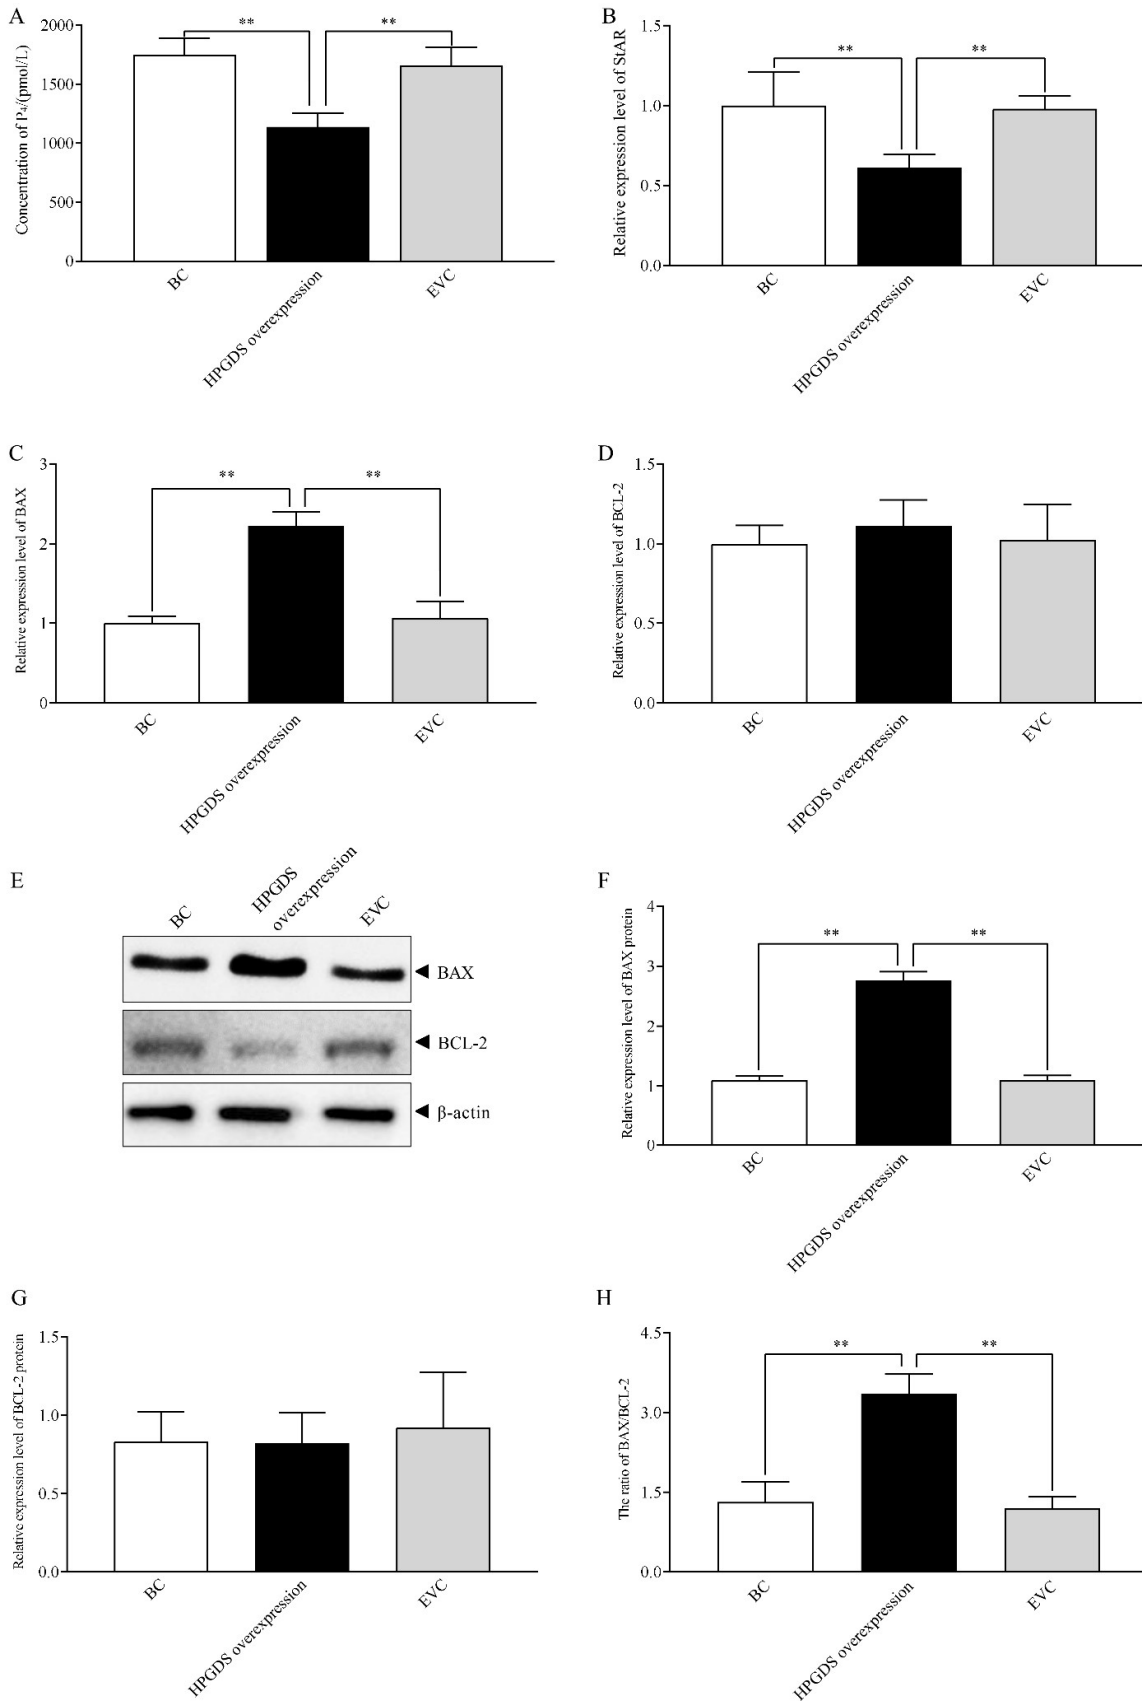 A
Concentration of P₄/(pmol/L)
2000
1500
1000
500
0
**
**
BC
HPGDS overexpression
EVC
B
Relative expression level of StAR
1.5
1.0
0.5
0.0
**
**
BC
HPGDS overexpression
EVC
C
Relative expression level of BAX
3
2
1
0
**
**
BC
HPGDS overexpression
EVC
D
Relative expression level of BCL-2
1.5
1.0
0.5
0.0
BC
HPGDS overexpression
EVC
E
BC
HPGDS
overexpression
EVC
BAX
BCL-2
β-actin
F
Relative expression level of BAX protein
4
3
2
1
0
**
**
BC
HPGDS overexpression
EVC
G
Relative expression level of BCL-2 protein
1.5
1.0
0.5
0.0
BC
HPGDS overexpression
EVC
H
The ratio of BAX/BCL-2
4.5
3.0
1.5
0.0
**
**
BC
HPGDS overexpression
EVC